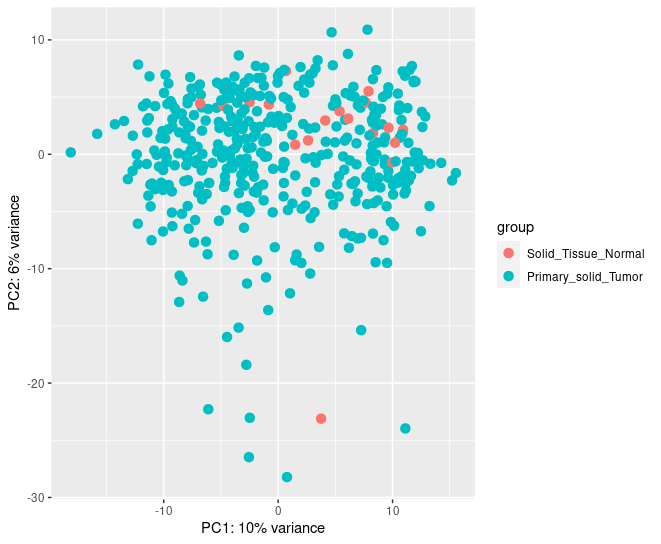 10
0
-10
-20
-30
PC2: 6% variance
-10
0
10
PC1: 10% variance
group
Solid_Tissue_Normal
Primary_solid_Tumor